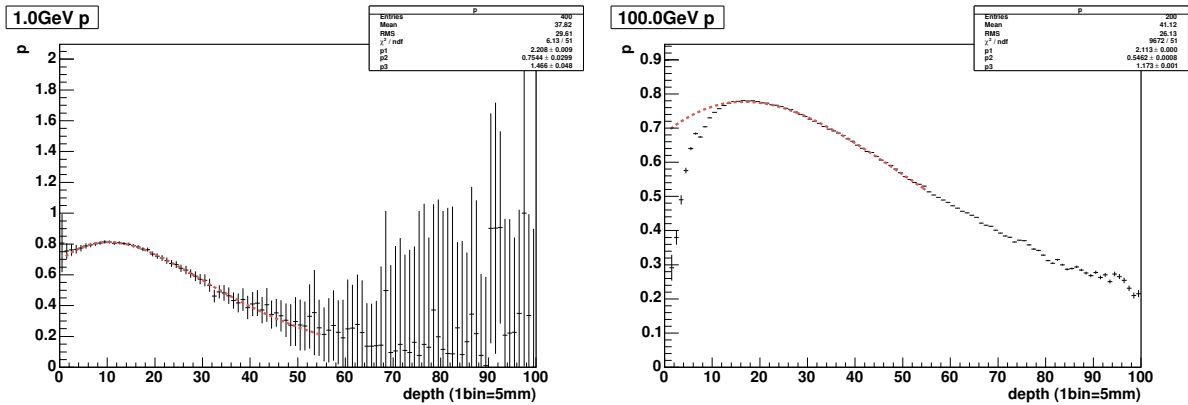 1.0GeV p
p
Entries 400
Mean 37.82
RMS 29.61
χ² / ndf 6.13 / 51
p1 2.208 ± 0.009
p2 0.7544 ± 0.0299
p3 1.466 ± 0.048
p
2
1.8
1.6
1.4
1.2
1
0.8
0.6
0.4
0.2
0
0 10 20 30 40 50 60 70 80 90 100
depth (1bin=5mm)
100.0GeV p
p
Entries 200
Mean 41.12
RMS 26.13
χ² / ndf 9672 / 51
p1 2.113 ± 0.000
p2 0.5462 ± 0.0008
p3 1.173 ± 0.001
p
0.9
0.8
0.7
0.6
0.5
0.4
0.3
0.2
0.1
0
0 10 20 30 40 50 60 70 80 90 100
depth (1bin=5mm)